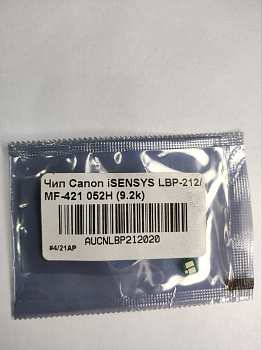 Чип Canon iSENSYS LBP-212/
MF-421 052H (9.2k)
AUCNLBP212020
#4/21AP